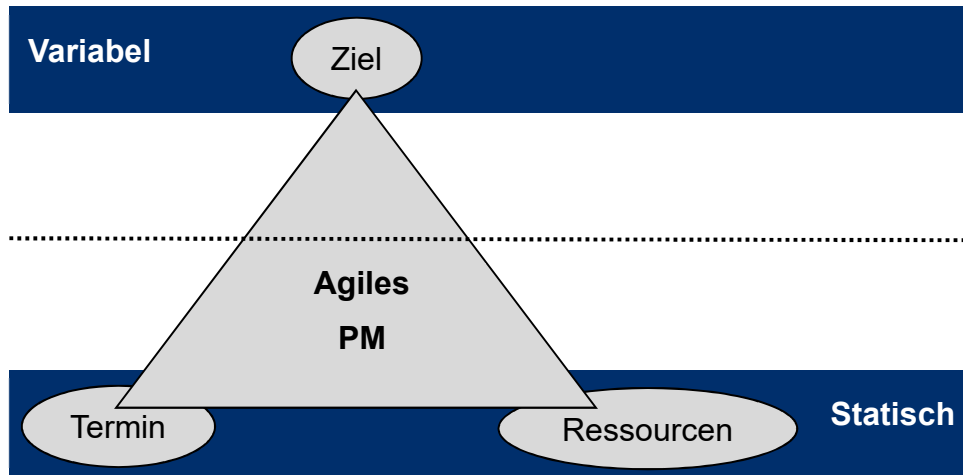 Variabel
Ziel
Agiles
PM
Termin
Ressourcen
Statisch